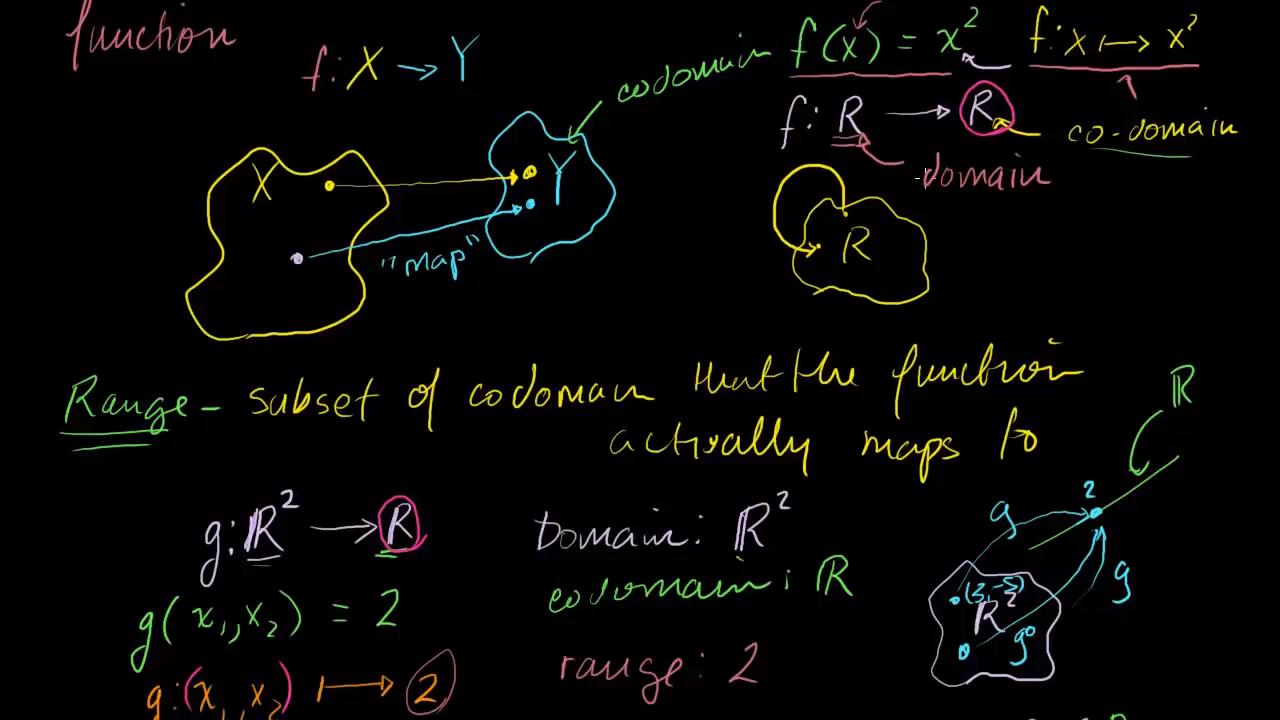 function
f: X → Y
codomain
f(x) = x²
f: x ↦ x²
f: R → R
co-domain
domain
X
Y
"map"
R
Range - subset of codomain that the function
actually maps to
ℝ
g: ℝ² → R
Domain: ℝ²
2
g
codomain: ℝ
g(x₁, x₂) = 2
ℝ²
g
range: 2
g: (x₁, x₂) ↦ 2